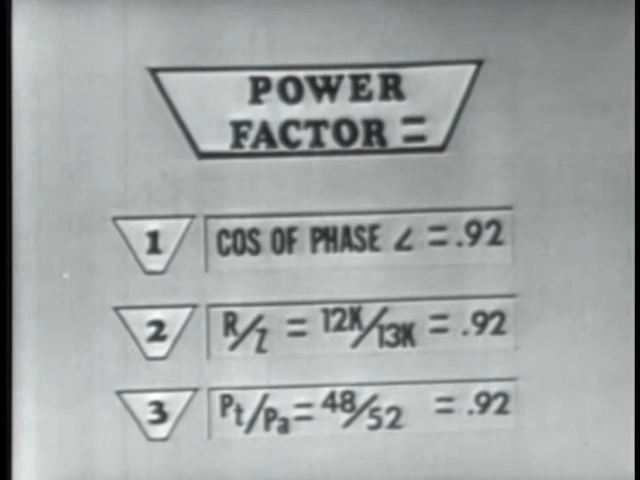 POWER
FACTOR =
1 COS OF PHASE ∠ = .92
2 R/Z = 12K/13K = .92
3 Pt/Pa = 48/52 = .92